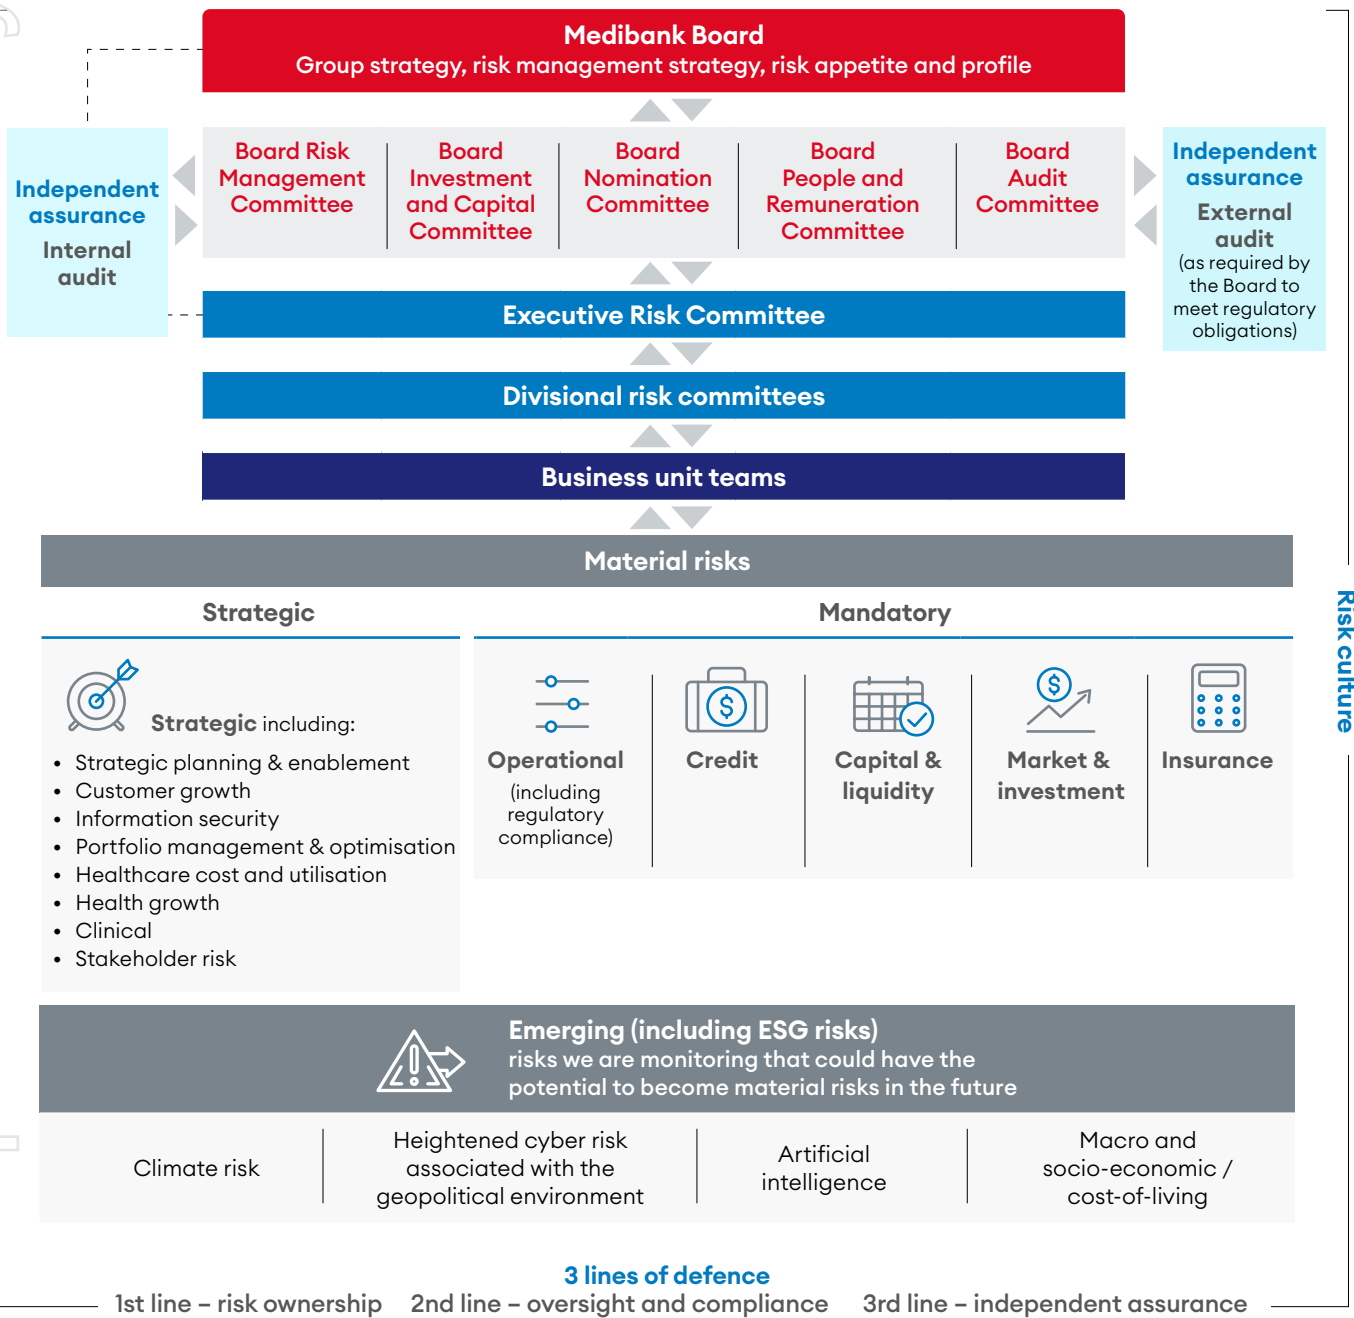 Medibank Board
Group strategy, risk management strategy, risk appetite and profile
Independent
assurance
Internal
audit
Board Risk
Management
Committee
Board
Investment
and Capital
Committee
Board
Nomination
Committee
Board
People and
Remuneration
Committee
Board
Audit
Committee
Independent
assurance
External
audit
(as required by
the Board to
meet regulatory
obligations)
Executive Risk Committee
Divisional risk committees
Business unit teams
Material risks
Strategic
Strategic including:
• Strategic planning & enablement
• Customer growth
• Information security
• Portfolio management & optimisation
• Healthcare cost and utilisation
• Health growth
• Clinical
• Stakeholder risk
Mandatory
Operational
(including
regulatory
compliance)
Credit
Capital &
liquidity
Market &
investment
Insurance
Risk culture
Emerging (including ESG risks)
risks we are monitoring that could have the
potential to become material risks in the future
Climate risk
Heightened cyber risk
associated with the
geopolitical environment
Artificial
intelligence
Macro and
socio-economic /
cost-of-living
3 lines of defence
1st line – risk ownership 2nd line – oversight and compliance 3rd line – independent assurance